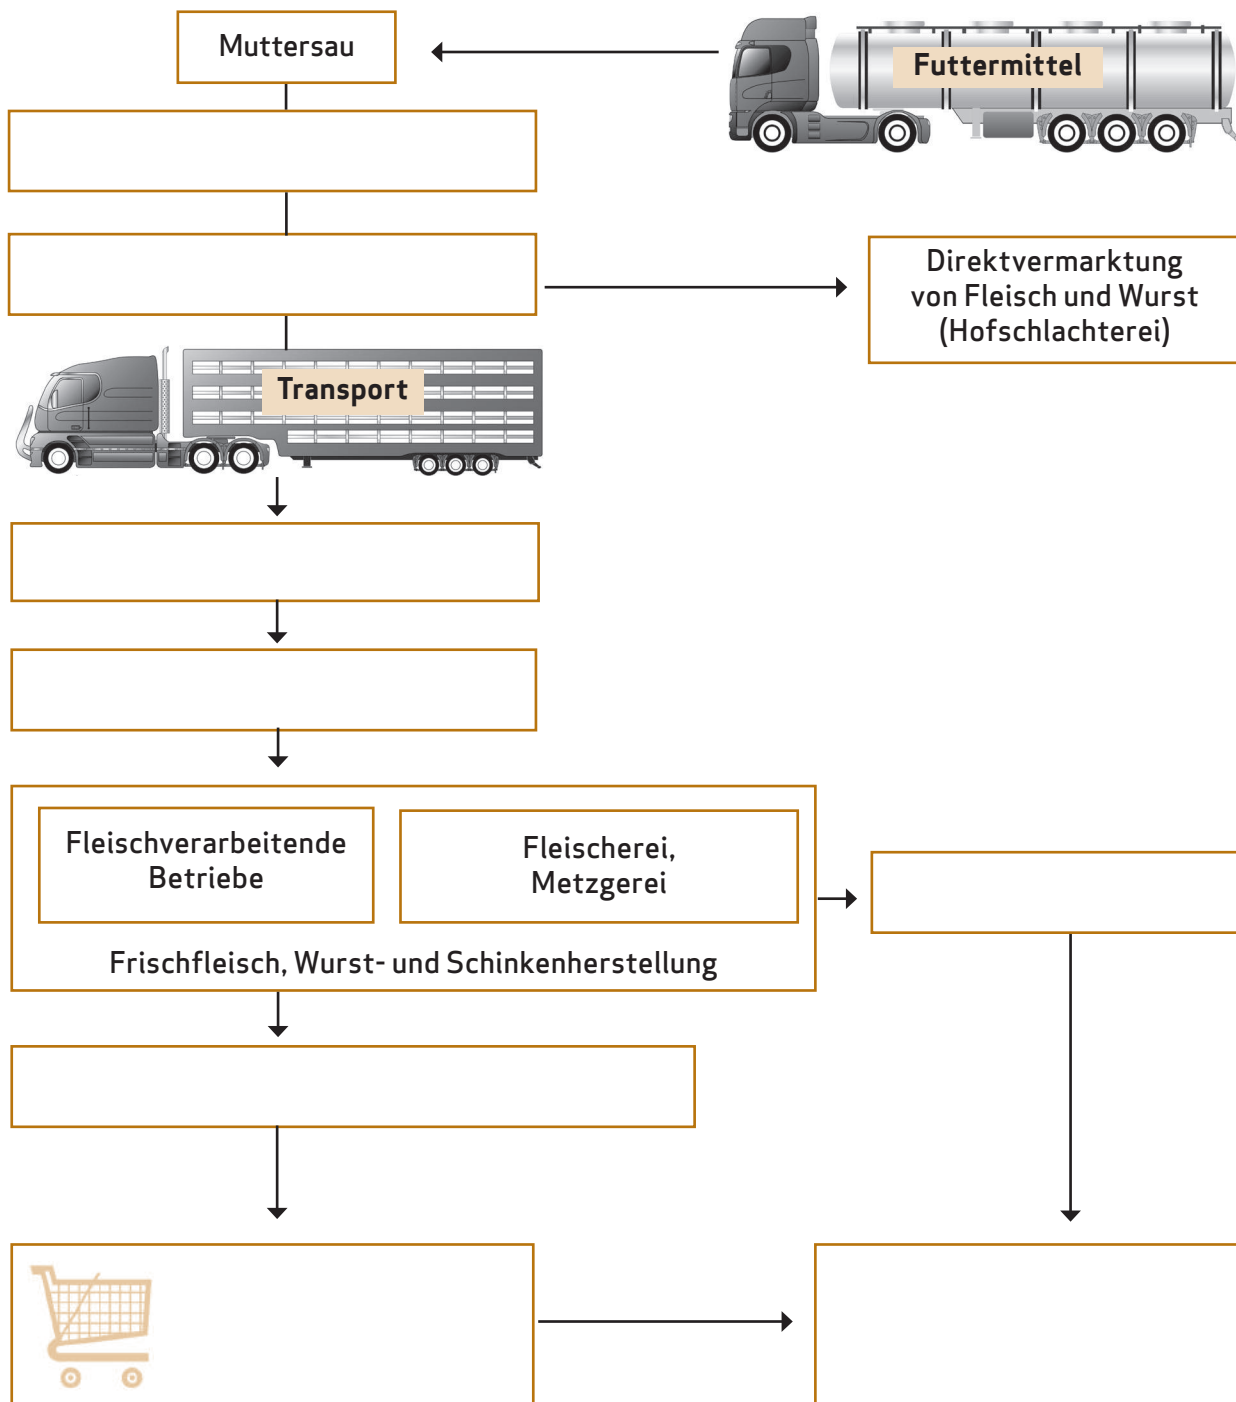 Muttersau
Futtermittel
Direktvermarktung
von Fleisch und Wurst
(Hofschlachterei)
Transport
Fleischverarbeitende
Betriebe
Fleischerei,
Metzgerei
Frischfleisch, Wurst- und Schinkenherstellung